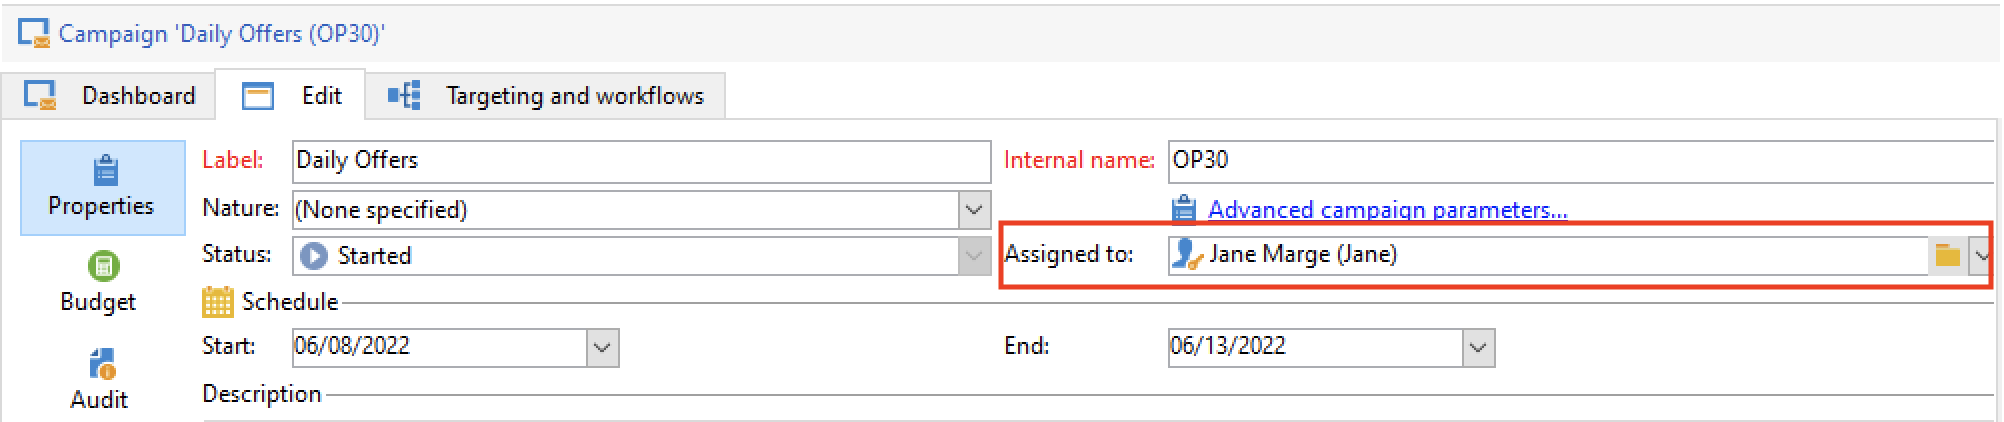 Campaign 'Daily Offers (OP30)'
Dashboard Edit Targeting and workflows
Properties
Budget
Audit
Label: Daily Offers Internal name: OP30
Nature: (None specified) Advanced campaign parameters...
Status: Started Assigned to: Jane Marge (Jane)
Schedule
Start: 06/08/2022 End: 06/13/2022
Description